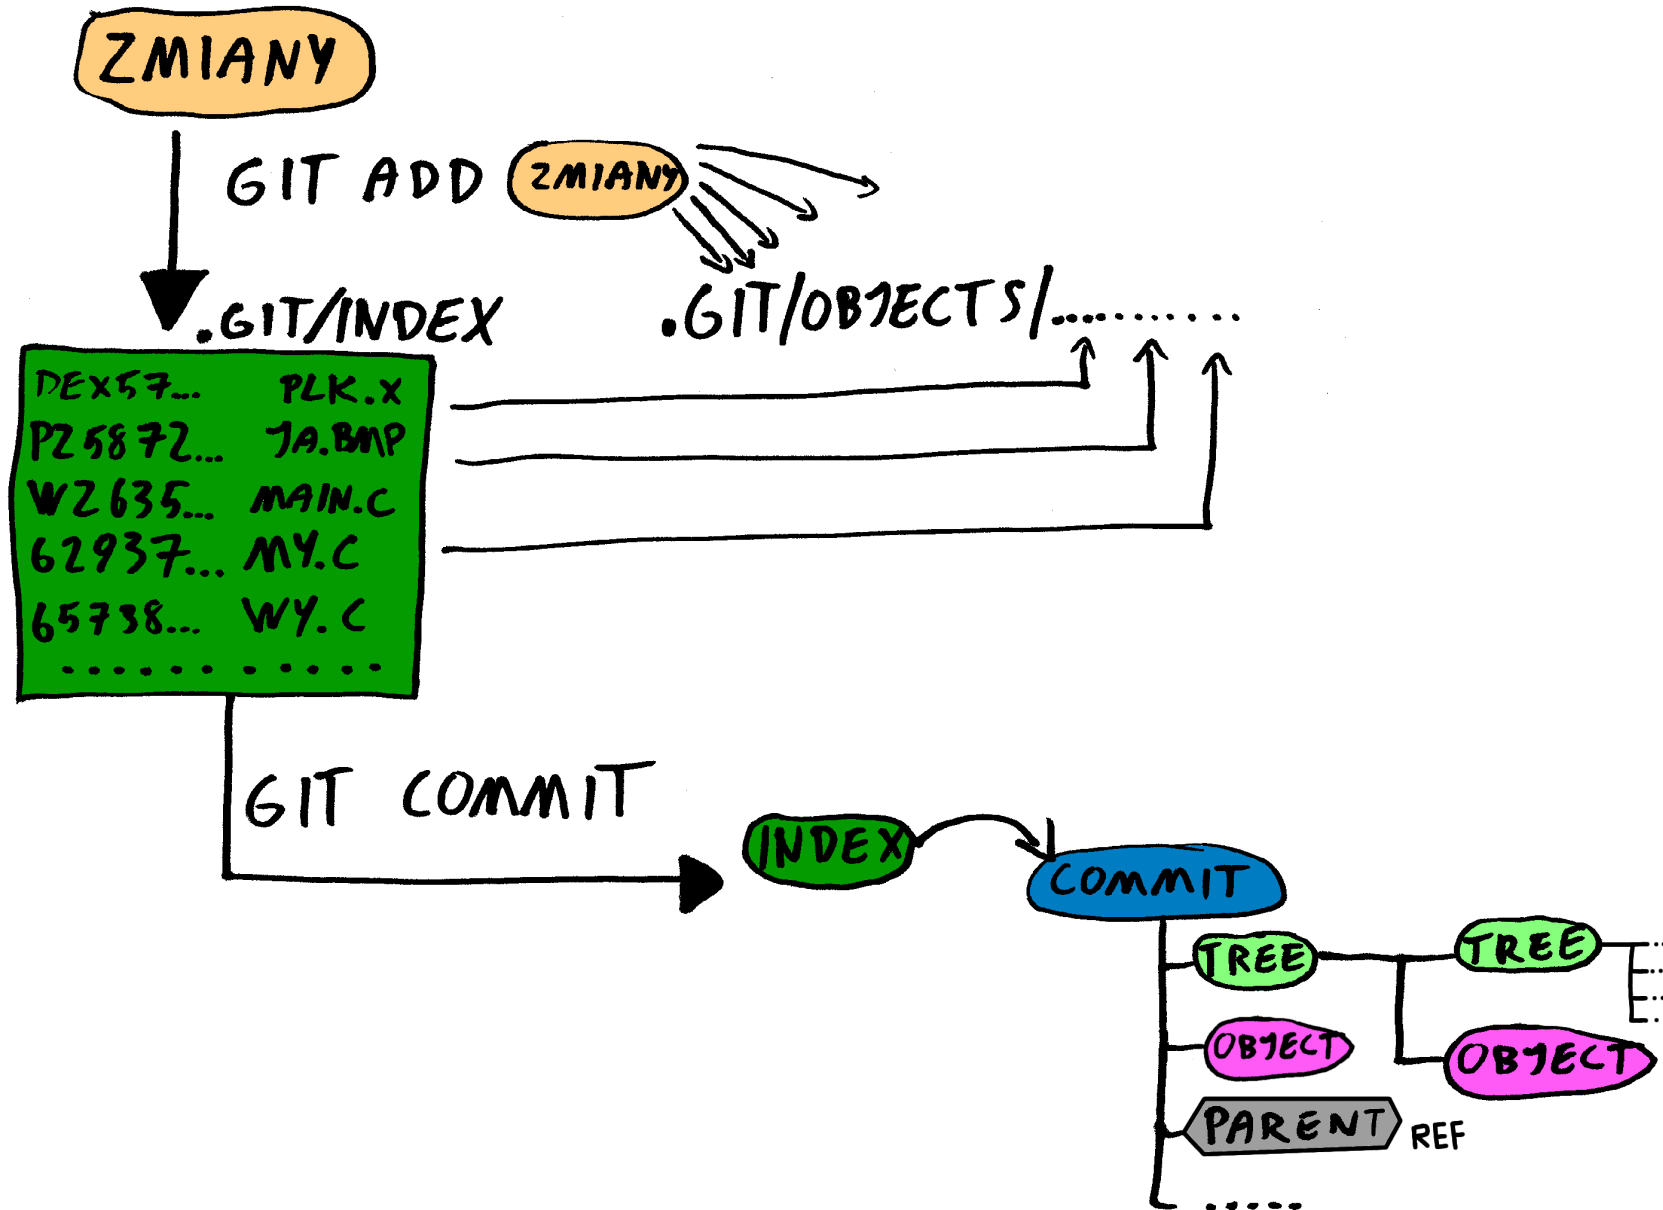 ZMIANY
GIT ADD ZMIANY
.GIT/INDEX
.GIT/OBJECTS/............
DEX57... PLK.X
PZ5872... JA.BMP
WZ635... MAIN.C
62937... MY.C
65738... WY.C
. . . . . . . . . . .
GIT COMMIT
INDEX
COMMIT
TREE
TREE
OBJECT
OBJECT
PARENT REF
.....